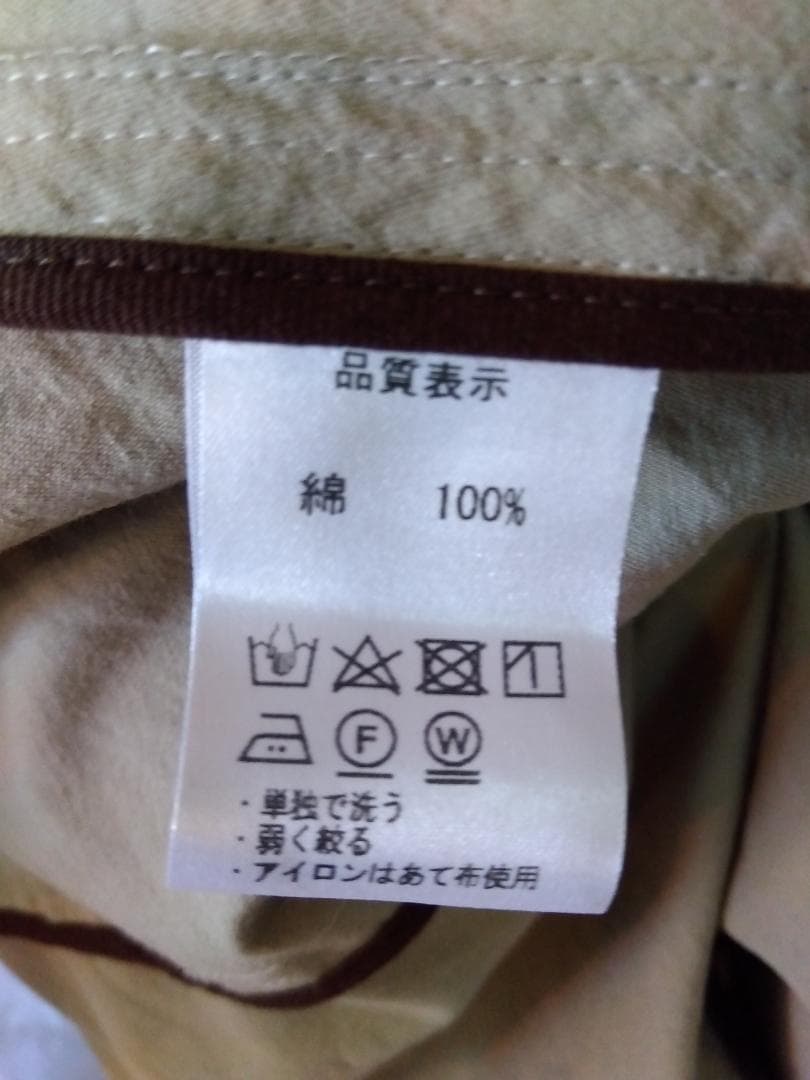 品質表示
綿 100%
F W
・単独で洗う
・弱く絞る
・アイロンはあて布使用